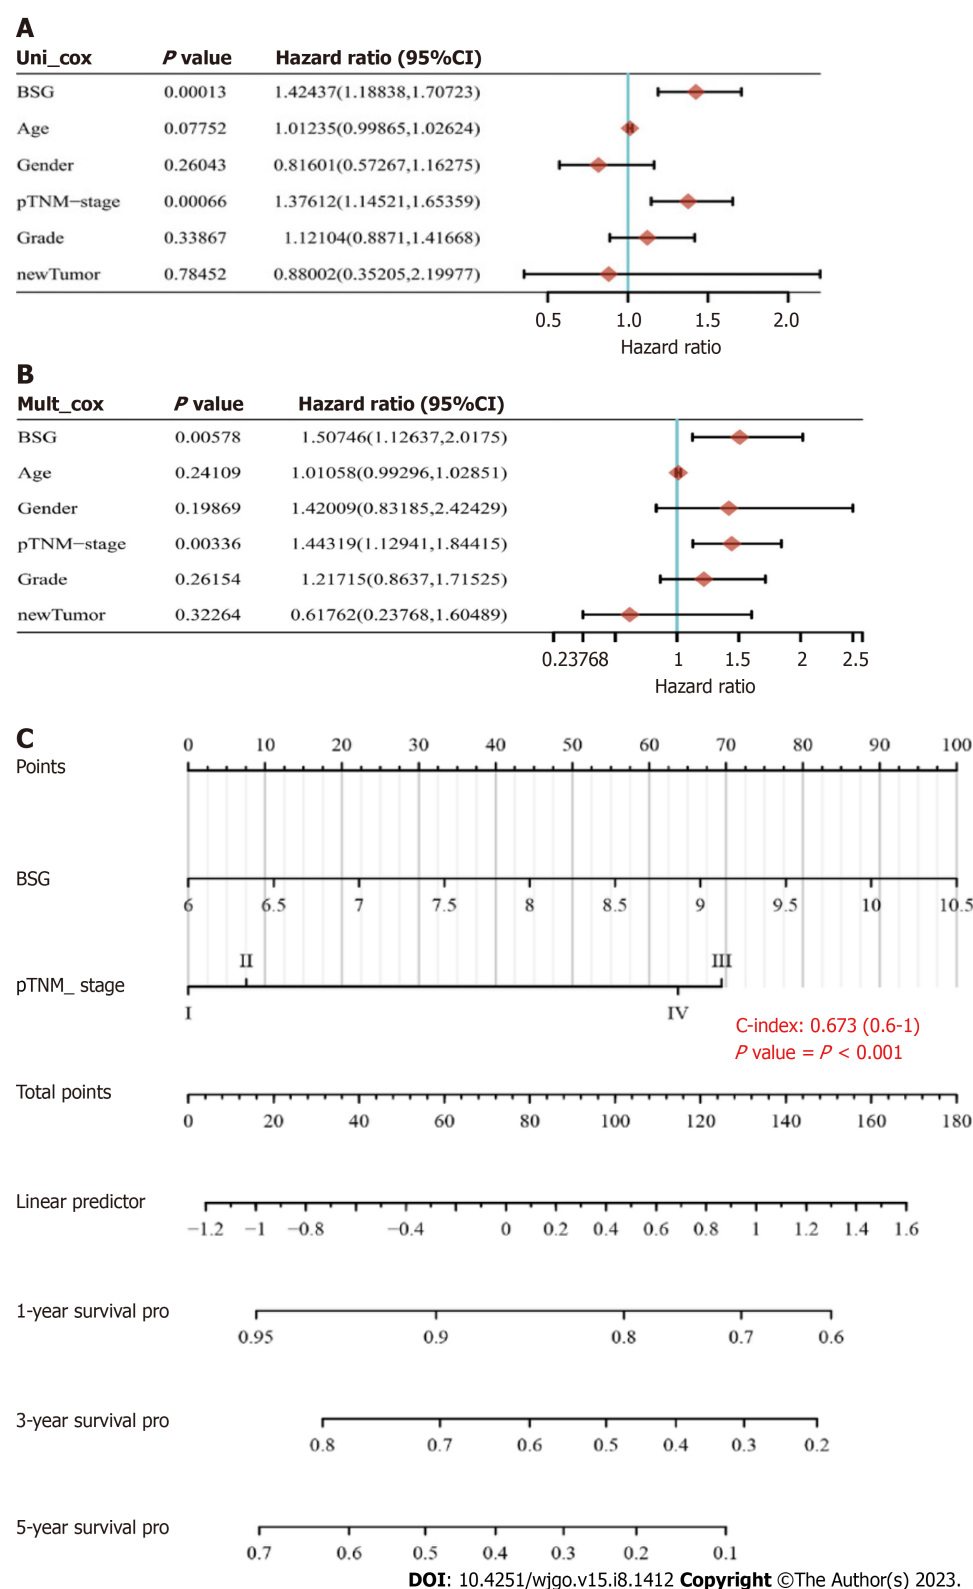 A
Uni_cox P value Hazard ratio (95%CI)
BSG 0.00013 1.42437(1.18838,1.70723)
Age 0.07752 1.01235(0.99865,1.02624)
Gender 0.26043 0.81601(0.57267,1.16275)
pTNM−stage 0.00066 1.37612(1.14521,1.65359)
Grade 0.33867 1.12104(0.8871,1.41668)
newTumor 0.78452 0.88002(0.35205,2.19977)
0.5 1.0 1.5 2.0
Hazard ratio
B
Mult_cox P value Hazard ratio (95%CI)
BSG 0.00578 1.50746(1.12637,2.0175)
Age 0.24109 1.01058(0.99296,1.02851)
Gender 0.19869 1.42009(0.83185,2.42429)
pTNM−stage 0.00336 1.44319(1.12941,1.84415)
Grade 0.26154 1.21715(0.8637,1.71525)
newTumor 0.32264 0.61762(0.23768,1.60489)
0.23768 1 1.5 2 2.5
Hazard ratio
C
0 10 20 30 40 50 60 70 80 90 100
Points
BSG
6 6.5 7 7.5 8 8.5 9 9.5 10 10.5
II III
pTNM_ stage
I IV
C-index: 0.673 (0.6-1)
P value = P < 0.001
Total points
0 20 40 60 80 100 120 140 160 180
Linear predictor
−1.2 −1 −0.8 −0.4 0 0.2 0.4 0.6 0.8 1 1.2 1.4 1.6
1-year survival pro
0.95 0.9 0.8 0.7 0.6
3-year survival pro
0.8 0.7 0.6 0.5 0.4 0.3 0.2
5-year survival pro
0.7 0.6 0.5 0.4 0.3 0.2 0.1
DOI: 10.4251/wjgo.v15.i8.1412 Copyright ©The Author(s) 2023.